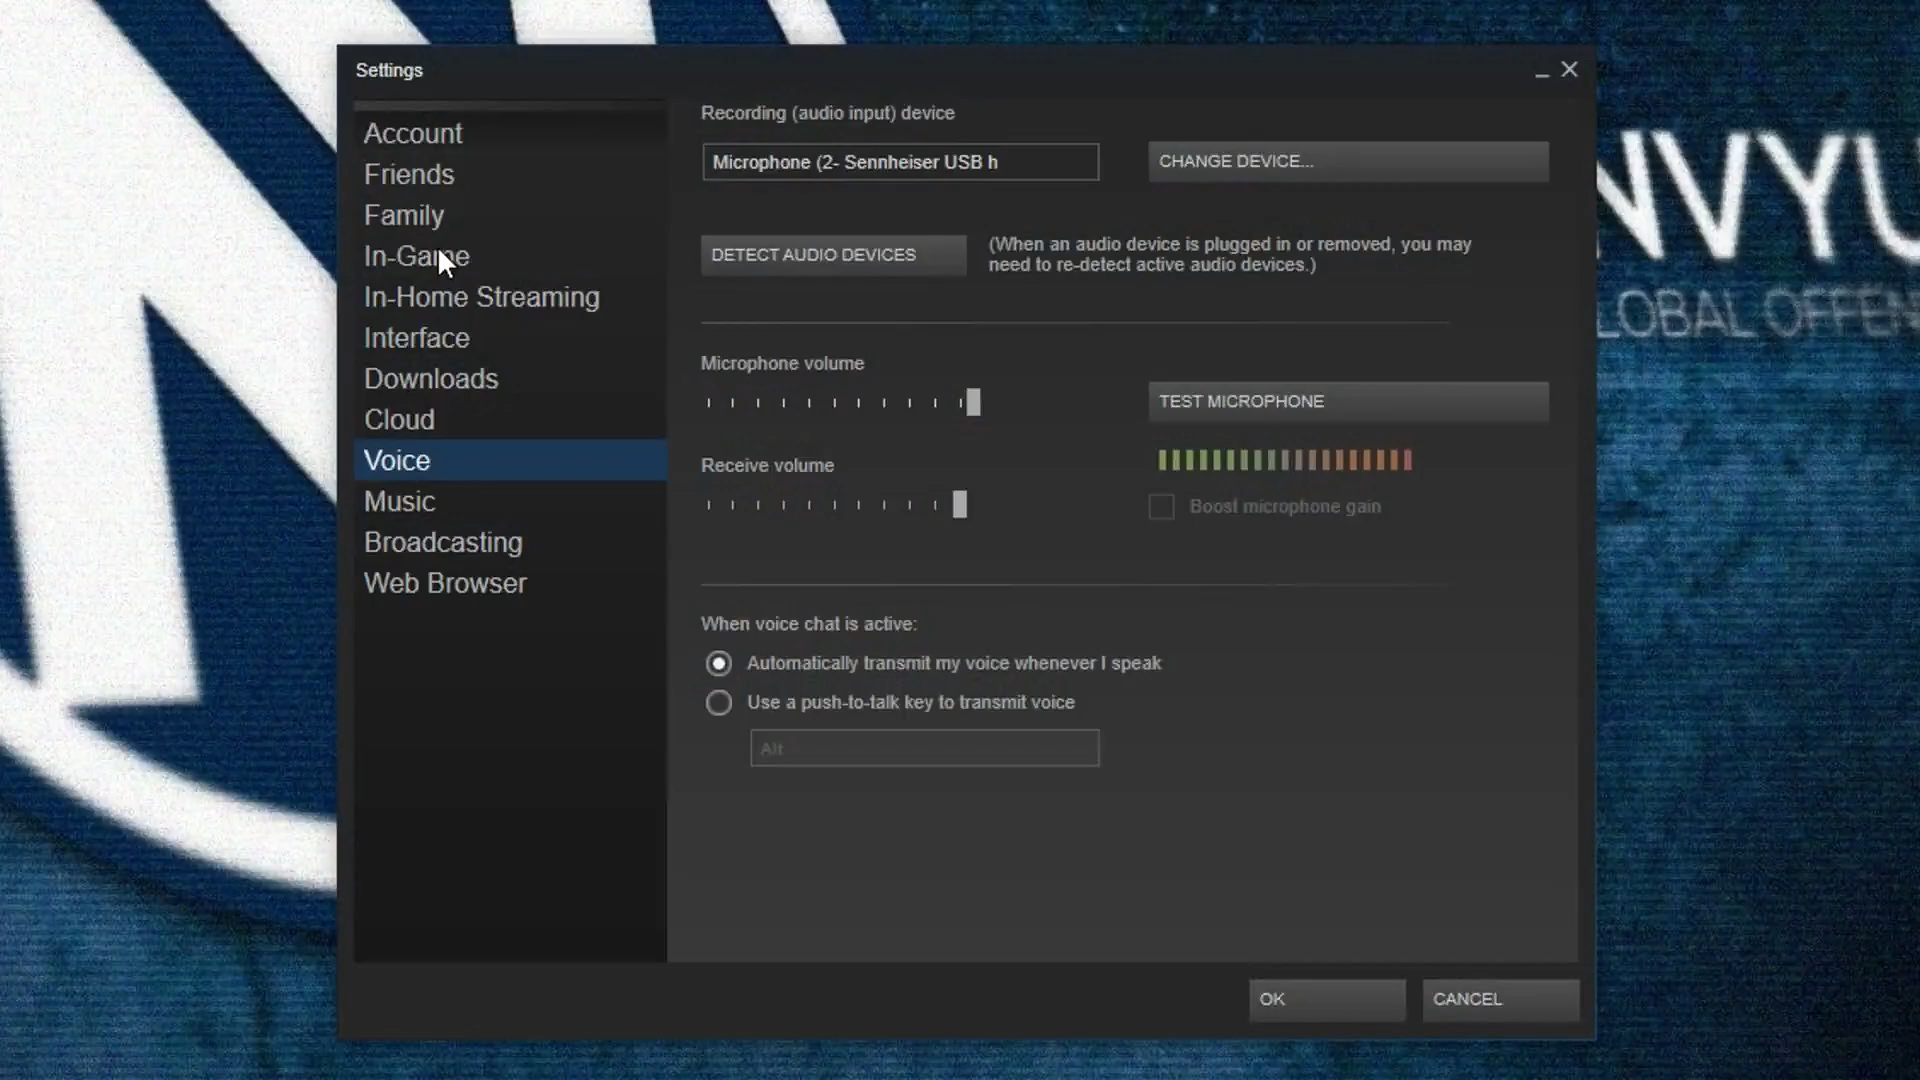 Settings
Account
Friends
Family
In-Game
In-Home Streaming
Interface
Downloads
Cloud
Voice
Music
Broadcasting
Web Browser
Recording (audio input) device
Microphone (2- Sennheiser USB h
CHANGE DEVICE...
DETECT AUDIO DEVICES
(When an audio device is plugged in or removed, you may
need to re-detect active audio devices.)
Microphone volume
TEST MICROPHONE
Receive volume
Boost microphone gain
When voice chat is active:
Automatically transmit my voice whenever I speak
Use a push-to-talk key to transmit voice
Alt
OK
CANCEL
NVYU
LOBAL OFFEN